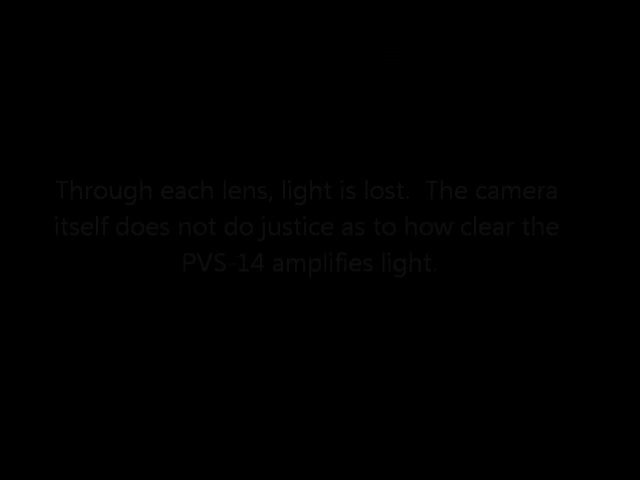 Through each lens, light is lost.  The camera
itself does not do justice as to how clear the
PVS-14 amplifies light.